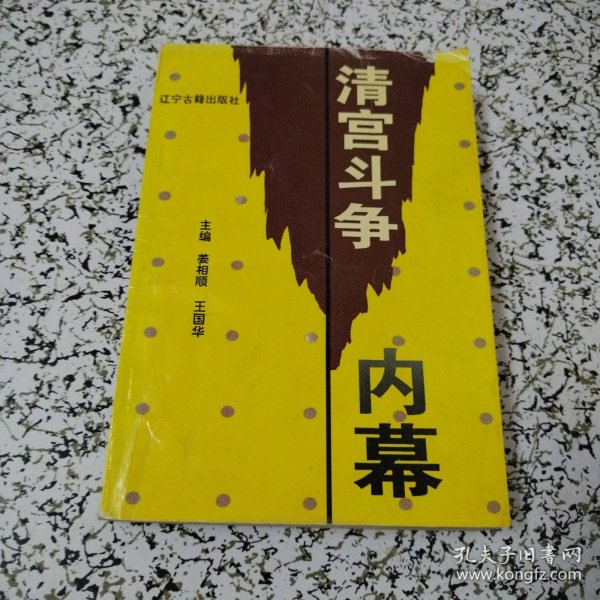 辽宁古籍出版社
清宫斗争
内幕
主编 姜相顺 王国华
孔夫子旧书网
www.kongfz.com